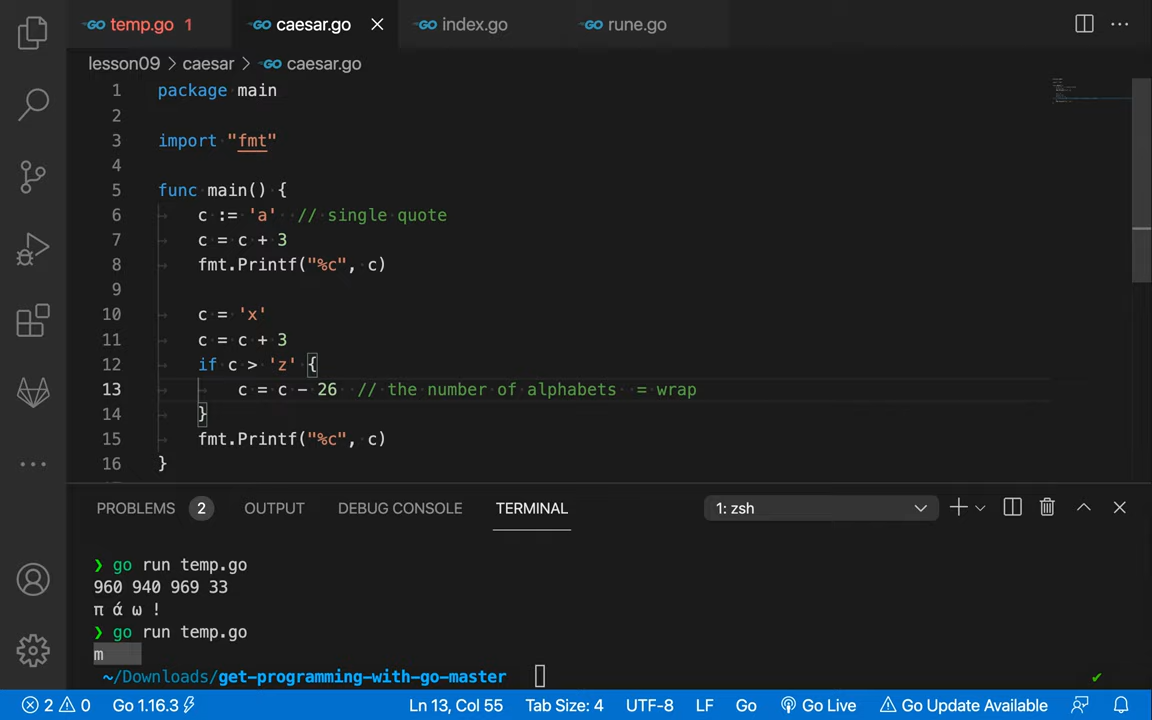 temp.go 1 caesar.go index.go rune.go
lesson09 > caesar > caesar.go
1 package main
2
3 import "fmt"
4
5 func main() {
6 c := 'a' // single quote
7 c = c + 3
8 fmt.Printf("%c", c)
9
10 c = 'x'
11 c = c + 3
12 if c > 'z' {
13 c = c - 26 // the number of alphabets = wrap
14 }
15 fmt.Printf("%c", c)
16 }
PROBLEMS 2 OUTPUT DEBUG CONSOLE TERMINAL 1: zsh
❯ go run temp.go
960 940 969 33
π ά ω !
❯ go run temp.go
m
~/Downloads/get-programming-with-go-master
2 0 Go 1.16.3 Ln 13, Col 55 Tab Size: 4 UTF-8 LF Go Go Live Go Update Available